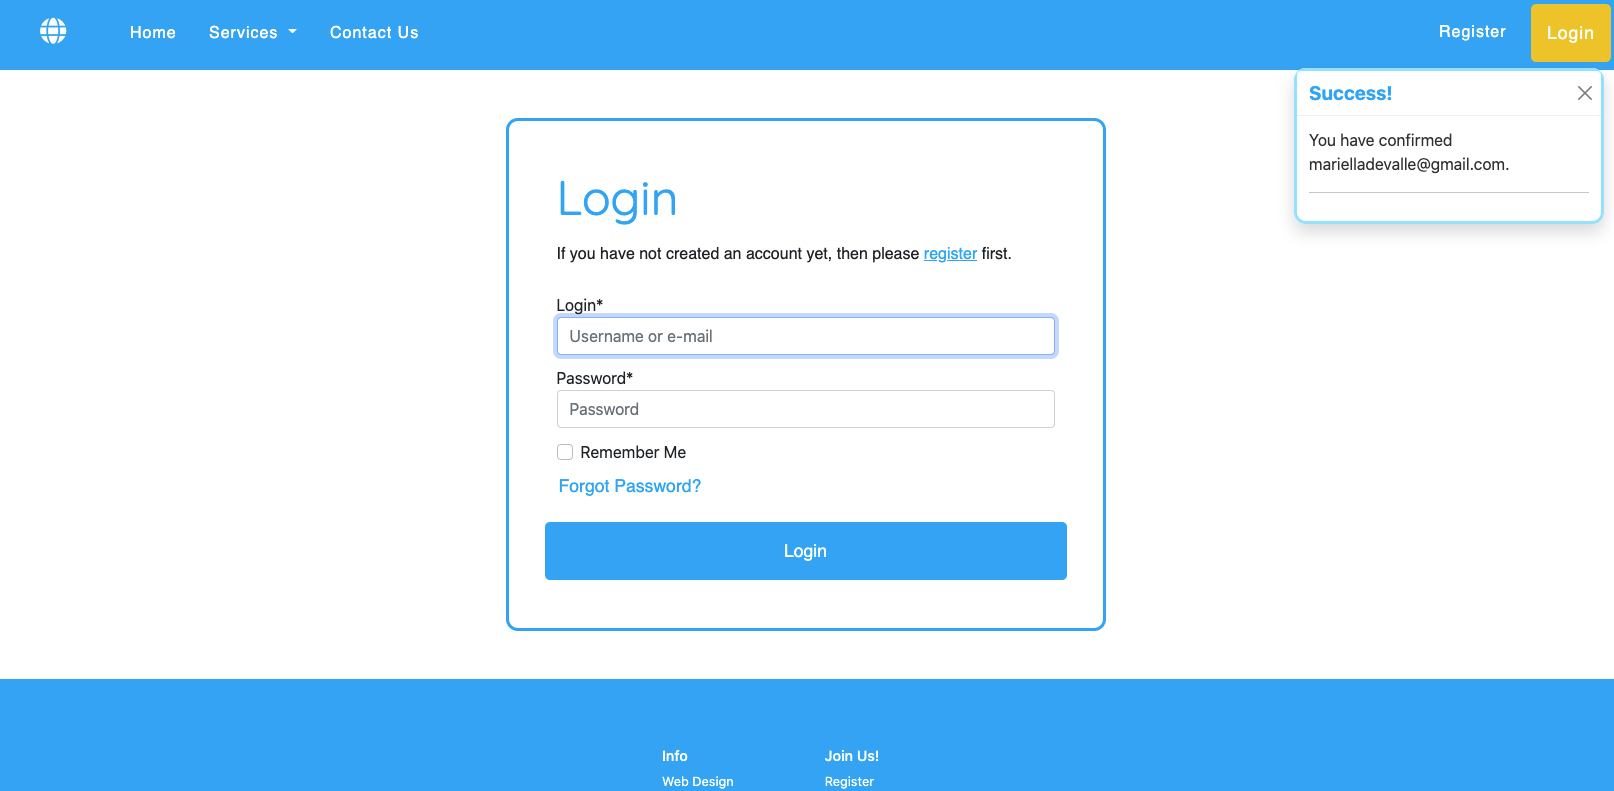 Home Services Contact Us Register Login
Success!
You have confirmed
marielladevalle@gmail.com.
Login
If you have not created an account yet, then please register first.
Login*
Username or e-mail
Password*
Password
Remember Me
Forgot Password?
Login
Info
Web Design
Join Us!
Register